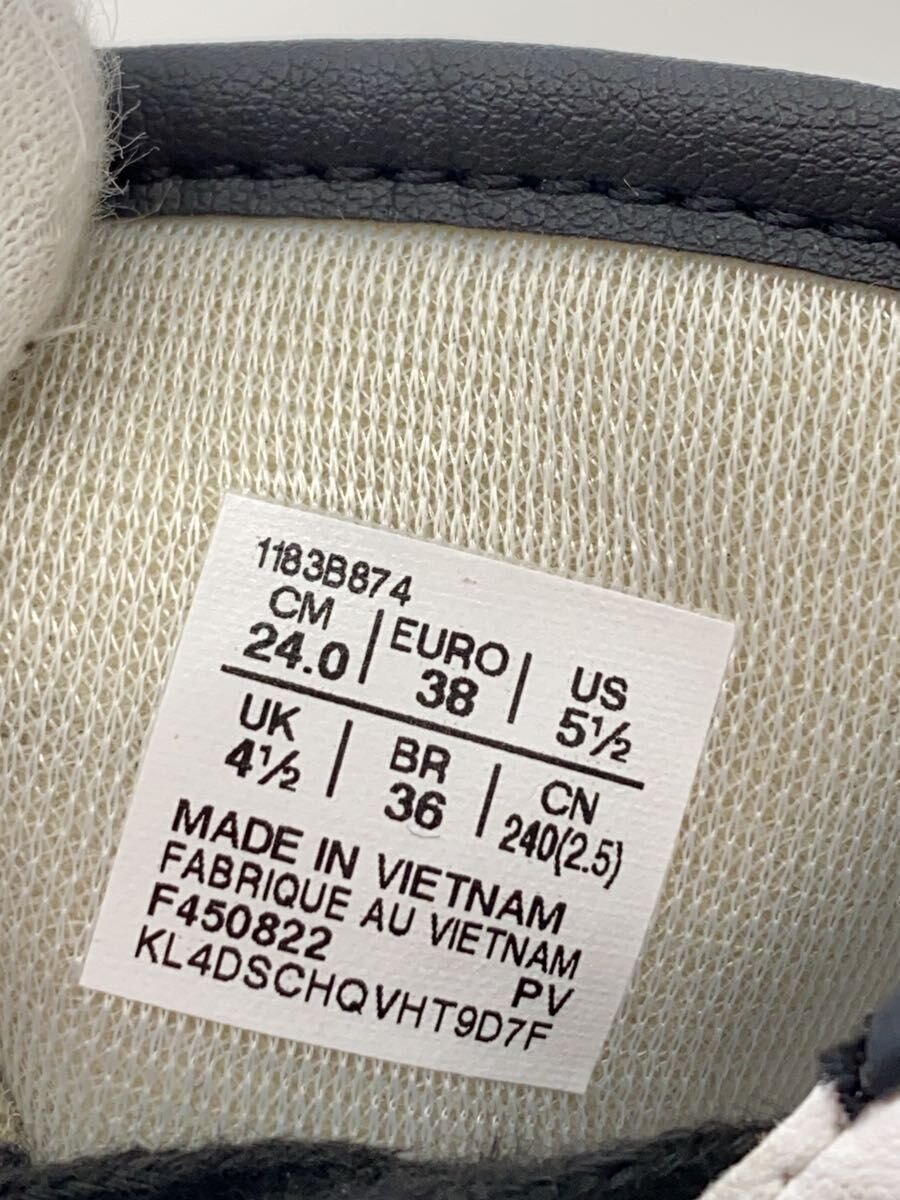 1183B874
CM | EURO | US
24.0 | 38 | 5½
UK | BR | CN
4½ | 36 | 240(2.5)
MADE IN VIETNAM
FABRIQUE AU VIETNAM
F450822 PV
KL4DSCHQVHT9D7F